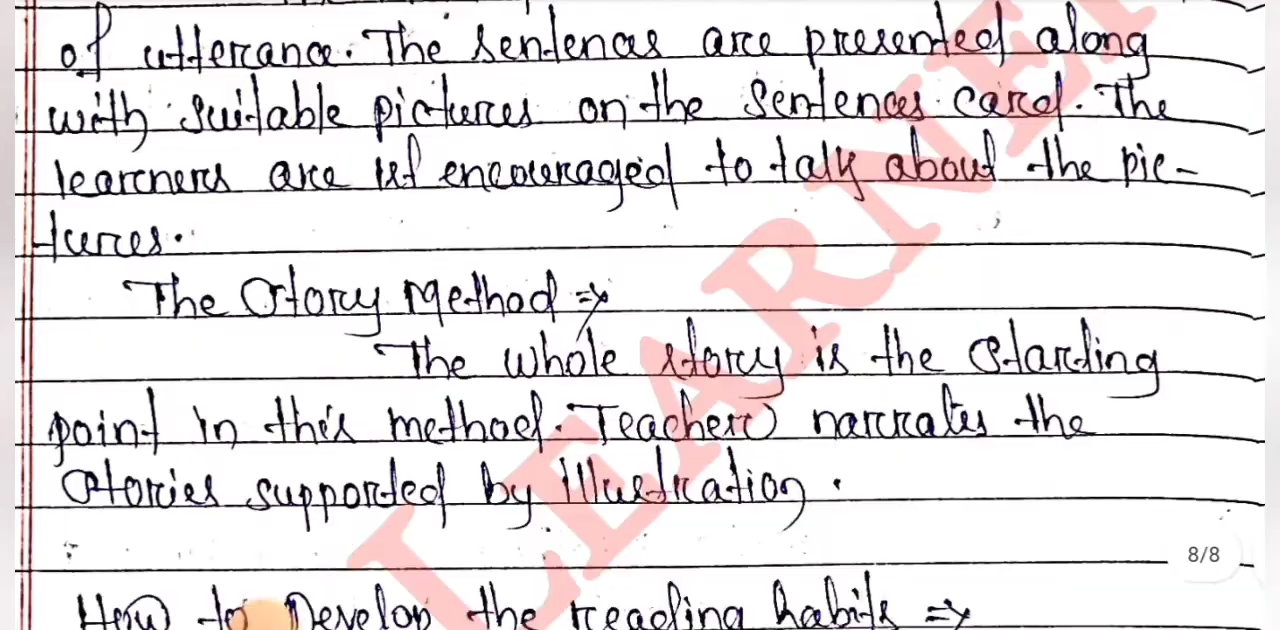 of utterance. The sentences are presented along
with suitable pictures on the sentences card. The
learners are 1st encouraged to talk about the pic-
tures.
The Story Method =>
The whole story is the starting
point in this method. Teacher narrates the
stories supported by illustration.
8/8
How to Develop the reading habits =>
LEARNE